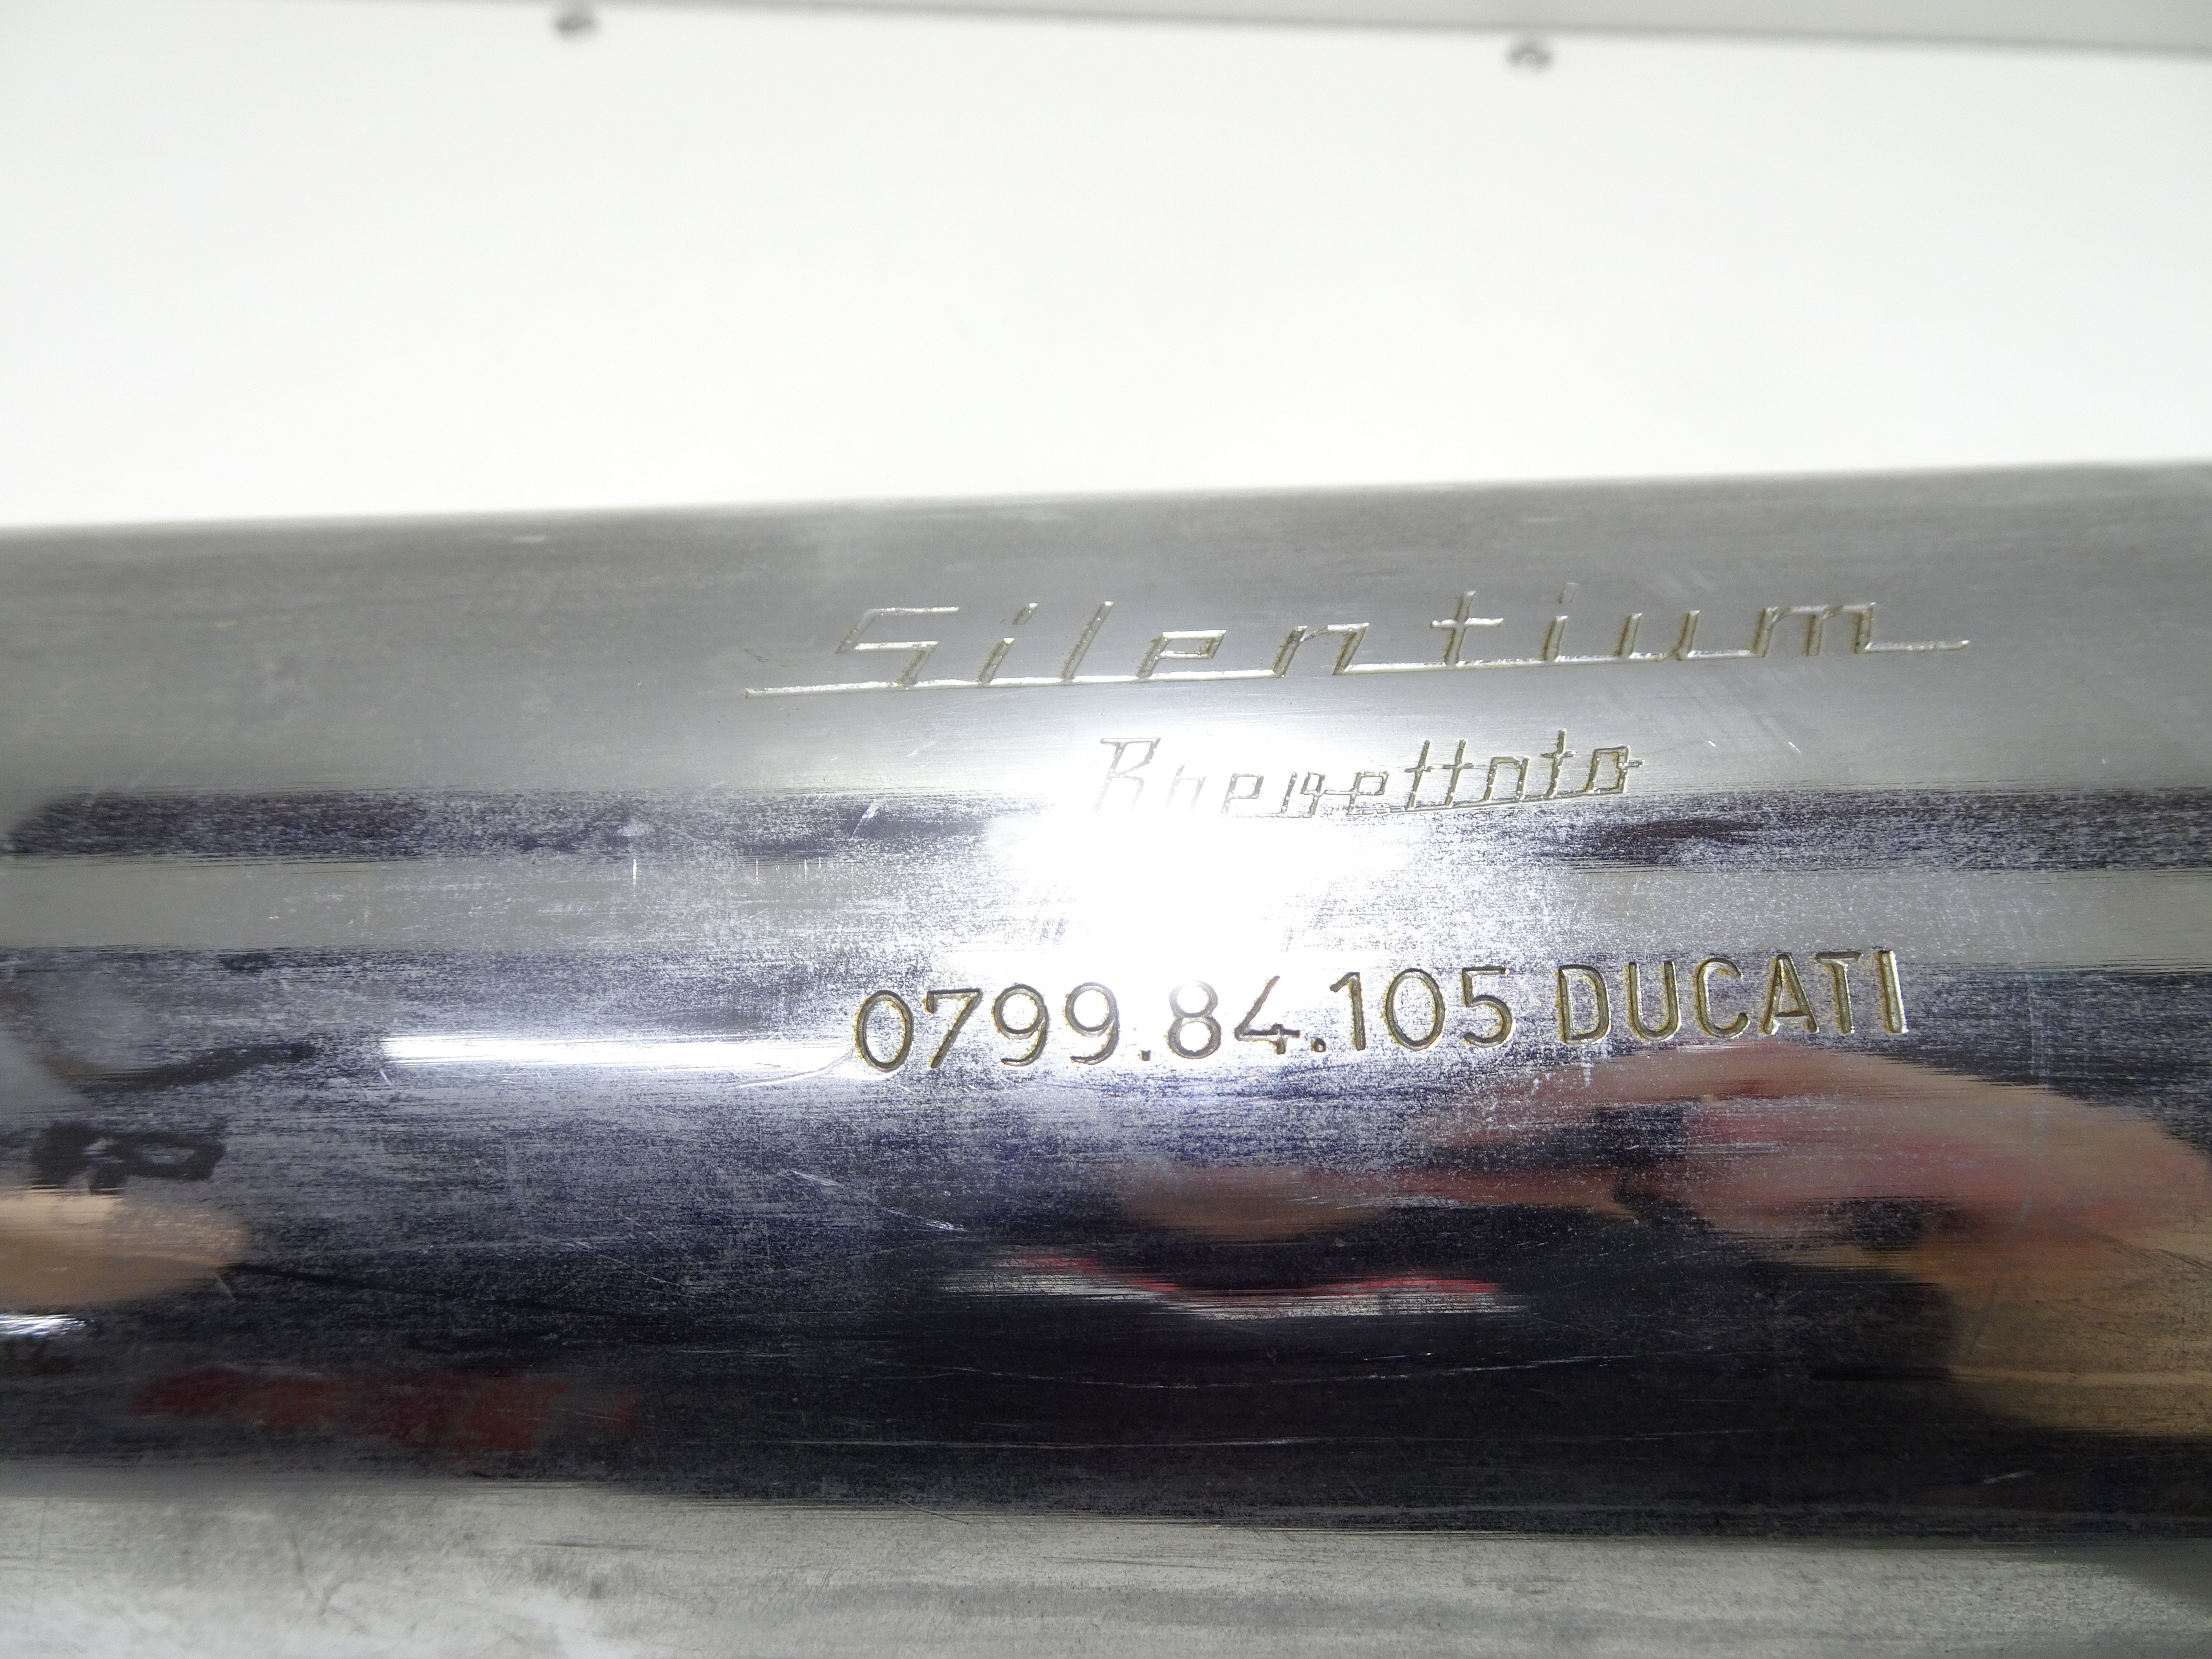 Silentium
Brevettato
0799.84.105 DUCATI